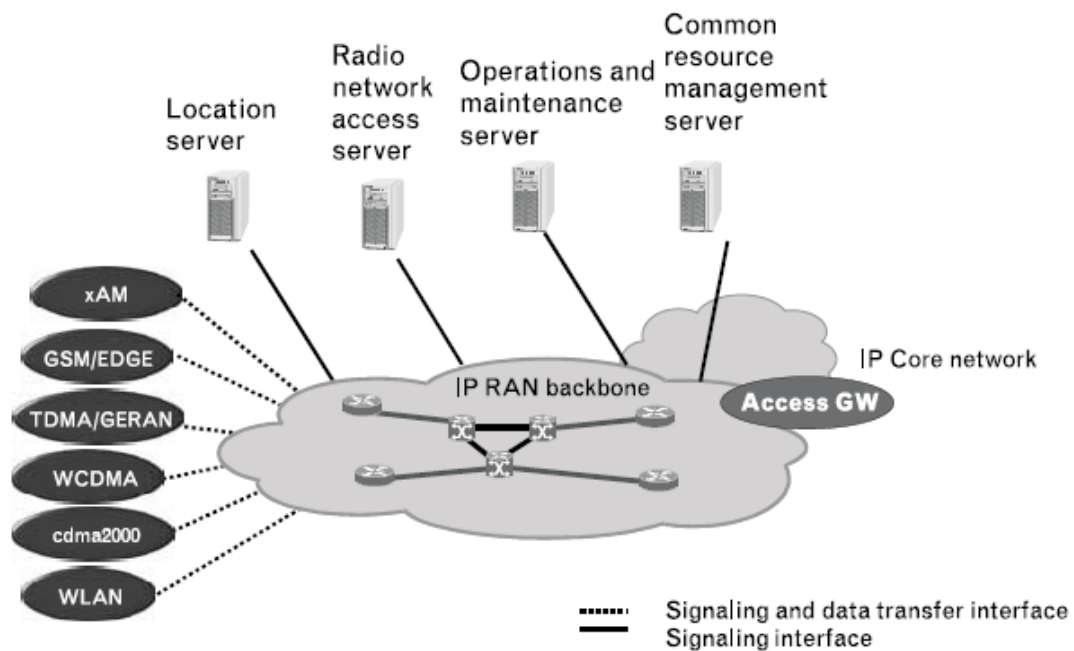 Common
resource
management
server
Radio
network
access
server
Operations and
maintenance
server
Location
server
xAM
GSM/EDGE
TDMA/GERAN
WCDMA
cdma2000
WLAN
IP RAN backbone
IP Core network
Access GW
Signaling and data transfer interface
Signaling interface